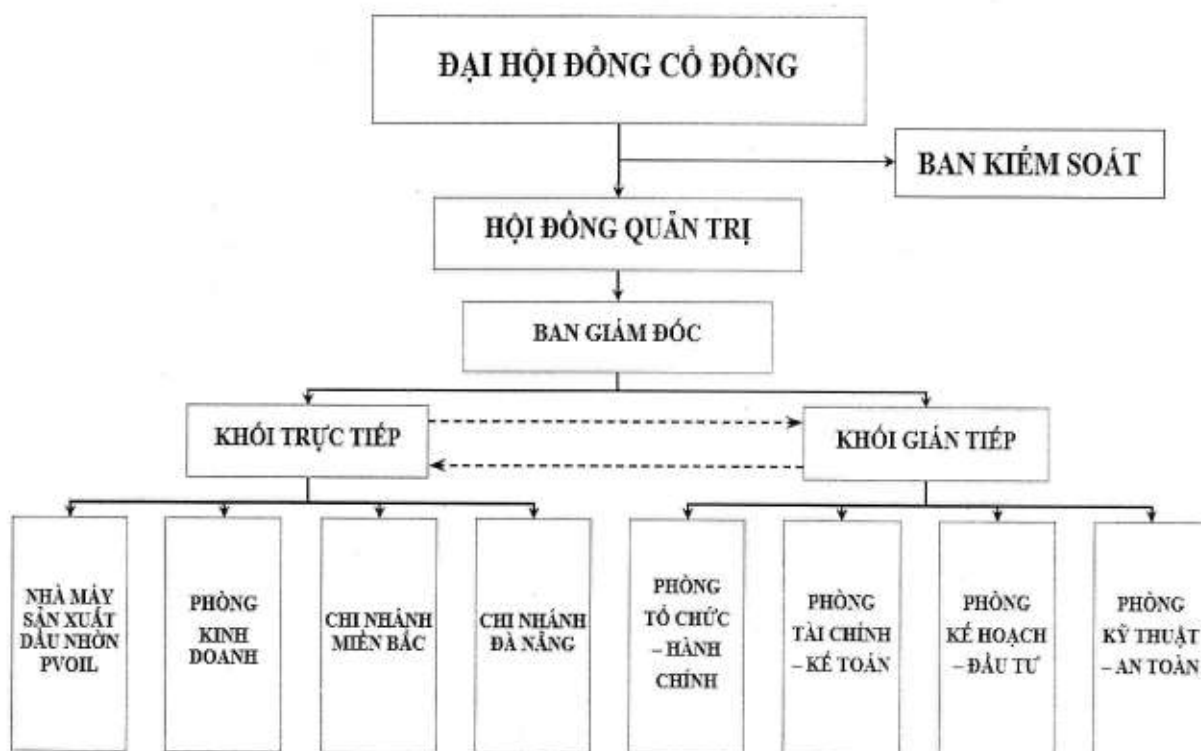 ĐẠI HỘI ĐỒNG CỔ ĐÔNG
BAN KIỂM SOÁT
HỘI ĐỒNG QUẢN TRỊ
BAN GIÁM ĐỐC
KHỐI TRỰC TIẾP
KHỐI GIÁN TIẾP
NHÀ MÁY
SẢN XUẤT
DẦU NHỜN
PVOIL
PHÒNG
KINH
DOANH
CHI NHÁNH
MIỀN BẮC
CHI NHÁNH
ĐÀ NẴNG
PHÒNG
TỔ CHỨC
– HÀNH
CHÍNH
PHÒNG
TÀI CHÍNH
– KẾ TOÁN
PHÒNG
KẾ HOẠCH
– ĐẦU TƯ
PHÒNG
KỸ THUẬT
– AN TOÀN